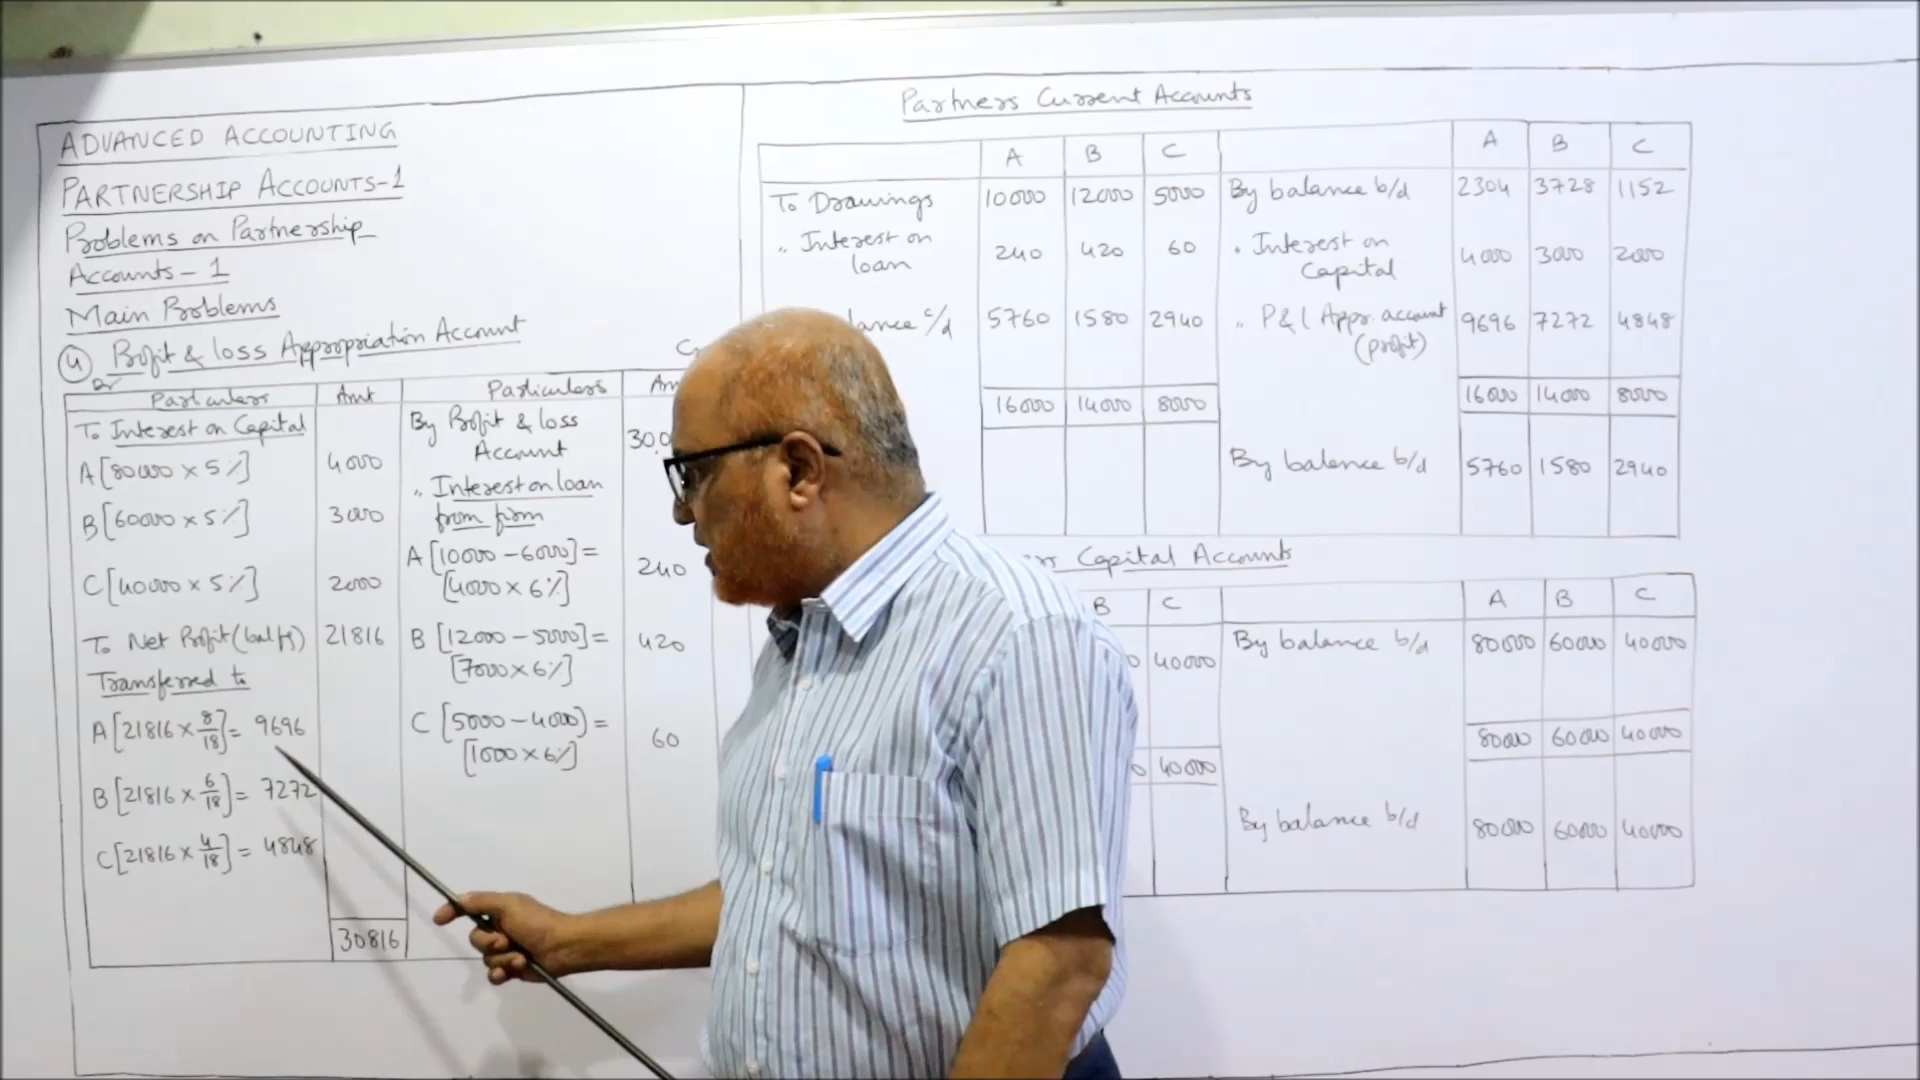 ADVANCED ACCOUNTING
PARTNERSHIP ACCOUNTS-1
Problems on Partnership
Accounts-1
Main Problems
4 Profit & loss Appropriation Account
Dr
Particulars Amt Particulars
To Interest on Capital
A [80000 × 5%] 4000
B [60000 × 5%] 3000
C [40000 × 5%] 2000
To Net Profit (bal fg) 21816
Transferred to
A [21816 × 8/18] = 9696
B [21816 × 6/18] = 7272
C [21816 × 4/18] = 4848
30816
By Profit & loss
Account
„ Interest on loan
from firm
A [10000 - 6000] =
[4000 × 6%] 240
B [12000 - 5000] = 420
[7000 × 6%]
C [5000 - 4000] =
[1000 × 6%] 60
Partners Current Accounts
A B C A B C
To Drawings 10000 12000 5000 By balance b/d 2304 3728 1152
„ Interest on
loan 240 420 60 „ Interest on
Capital 4000 3000 2000
c/d 5760 1580 2940 „ P & L Appr. account
(profit) 9696 7272 4848
16000 14000 8000 16000 14000 8000
By balance b/d 5760 1580 2940
Capital Accounts
B C A B C
40000 By balance b/d 80000 60000 40000
40000 80000 60000 40000
By balance b/d 80000 60000 40000